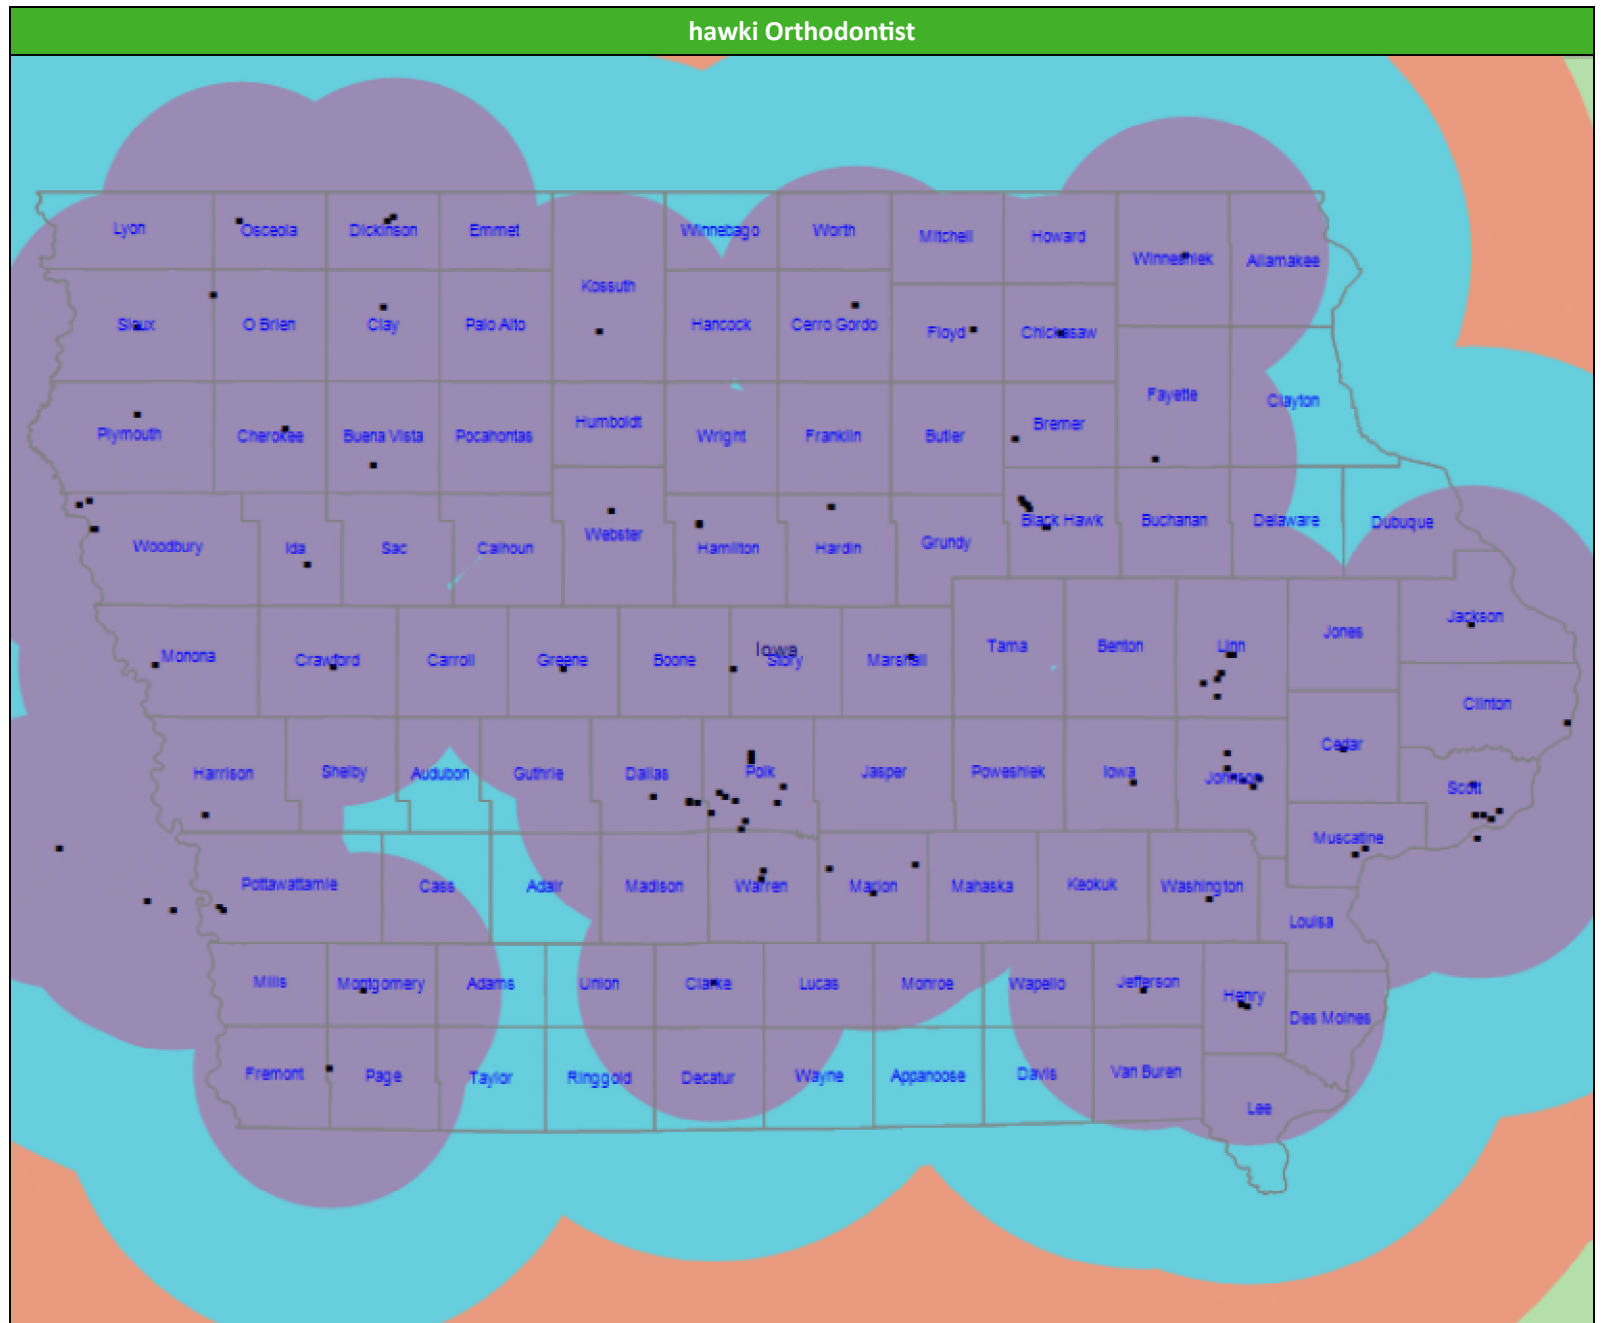 hawki Orthodontist
Lyon
Osceola
Dickinson
Emmet
Winnebago
Worth
Mitchell
Howard
Winneshiek
Allamakee
Kossuth
Sioux
O Brien
Clay
Palo Alto
Hancock
Cerro Gordo
Floyd
Chickasaw
Fayette
Clayton
Plymouth
Cherokee
Buena Vista
Pocahontas
Humboldt
Wright
Franklin
Butler
Bremer
Woodbury
Ida
Sac
Calhoun
Webster
Hamilton
Hardin
Grundy
Black Hawk
Buchanan
Delaware
Dubuque
Monona
Crawford
Carroll
Greene
Boone
Iowa
Story
Marshall
Tama
Benton
Linn
Jones
Jackson
Clinton
Harrison
Shelby
Audubon
Guthrie
Dallas
Polk
Jasper
Poweshiek
Iowa
Johnson
Cedar
Scott
Muscatine
Pottawattamie
Cass
Adair
Madison
Warren
Marion
Mahaska
Keokuk
Washington
Louisa
Mills
Montgomery
Adams
Union
Clarke
Lucas
Monroe
Wapello
Jefferson
Henry
Des Moines
Fremont
Page
Taylor
Ringgold
Decatur
Wayne
Appanoose
Davis
Van Buren
Lee